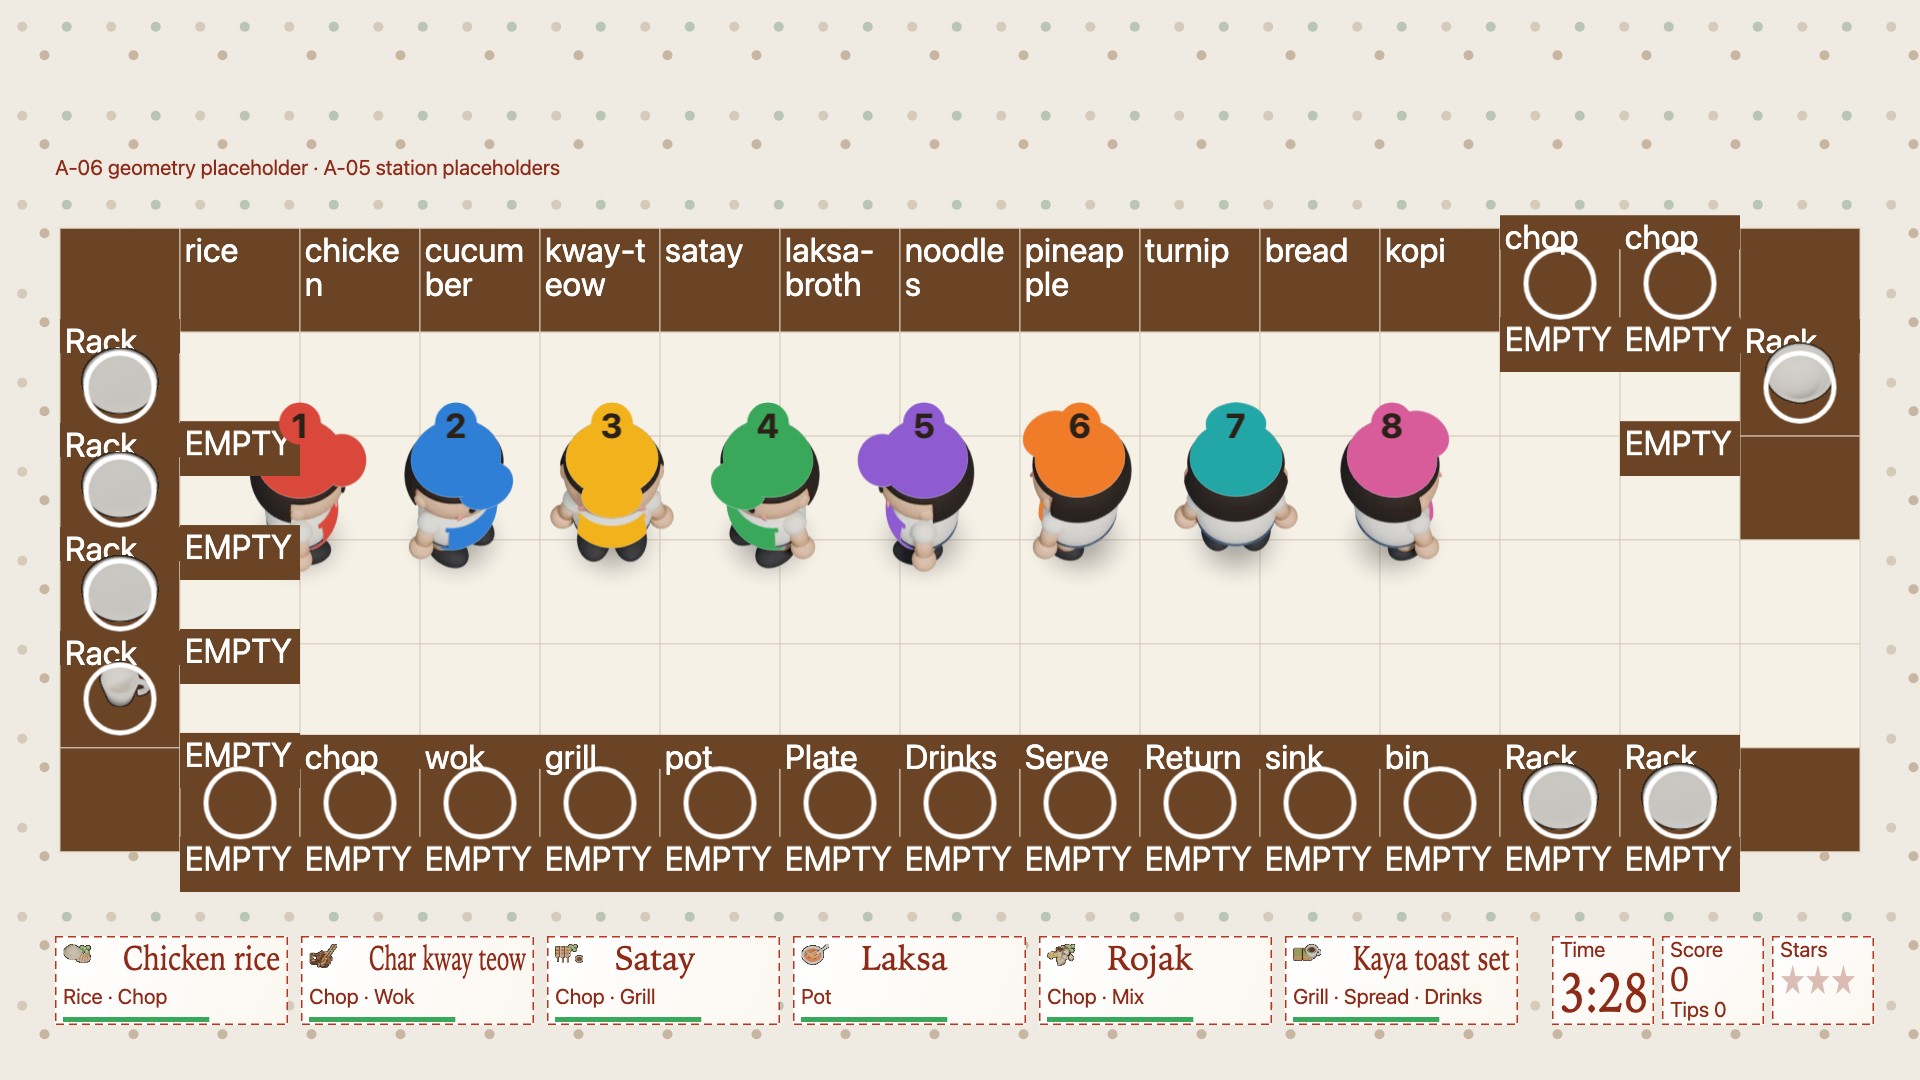 A-06 geometry placeholder · A-05 station placeholders
rice
chicke
n
cucum
ber
kway-t
eow
satay
laksa-
broth
noodle
s
pineap
ple
turnip
bread
kopi
chop
chop
EMPTY
EMPTY
Rack
Rack
1
2
3
4
5
6
7
8
EMPTY
EMPTY
Rack
EMPTY
Rack
EMPTY
Rack
EMPTY
chop
wok
grill
pot
Plate
Drinks
Serve
Return
sink
bin
Rack
Rack
EMPTY
EMPTY
EMPTY
EMPTY
EMPTY
EMPTY
EMPTY
EMPTY
EMPTY
EMPTY
EMPTY
EMPTY
EMPTY
Chicken rice
Rice · Chop
Char kway teow
Chop · Wok
Satay
Chop · Grill
Laksa
Pot
Rojak
Chop · Mix
Kaya toast set
Grill · Spread · Drinks
Time
3:28
Score
0
Tips 0
Stars